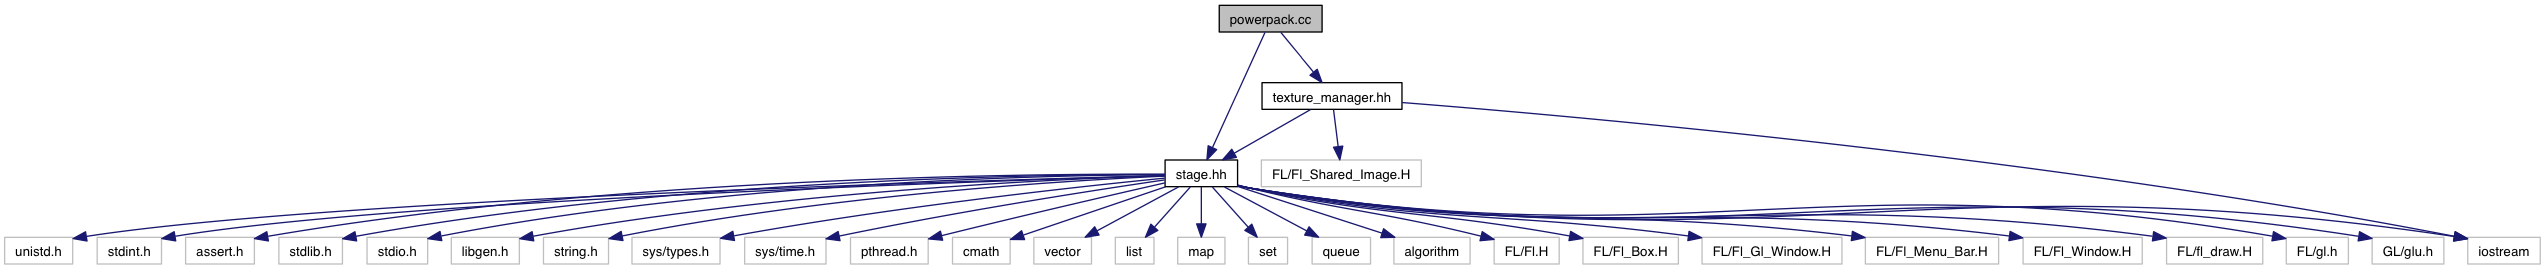 powerpack.cc
texture_manager.hh
stage.hh
FL/Fl_Shared_Image.H
unistd.h
stdint.h
assert.h
stdlib.h
stdio.h
libgen.h
string.h
sys/types.h
sys/time.h
pthread.h
cmath
vector
list
map
set
queue
algorithm
FL/Fl.H
FL/Fl_Box.H
FL/Fl_Gl_Window.H
FL/Fl_Menu_Bar.H
FL/Fl_Window.H
FL/fl_draw.H
FL/gl.h
GL/glu.h
iostream